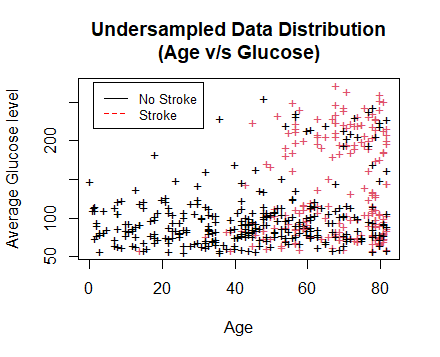 Undersampled Data Distribution
(Age v/s Glucose)
No Stroke
Stroke
Average Glucose level
200
100
50
0
20
40
60
80
Age